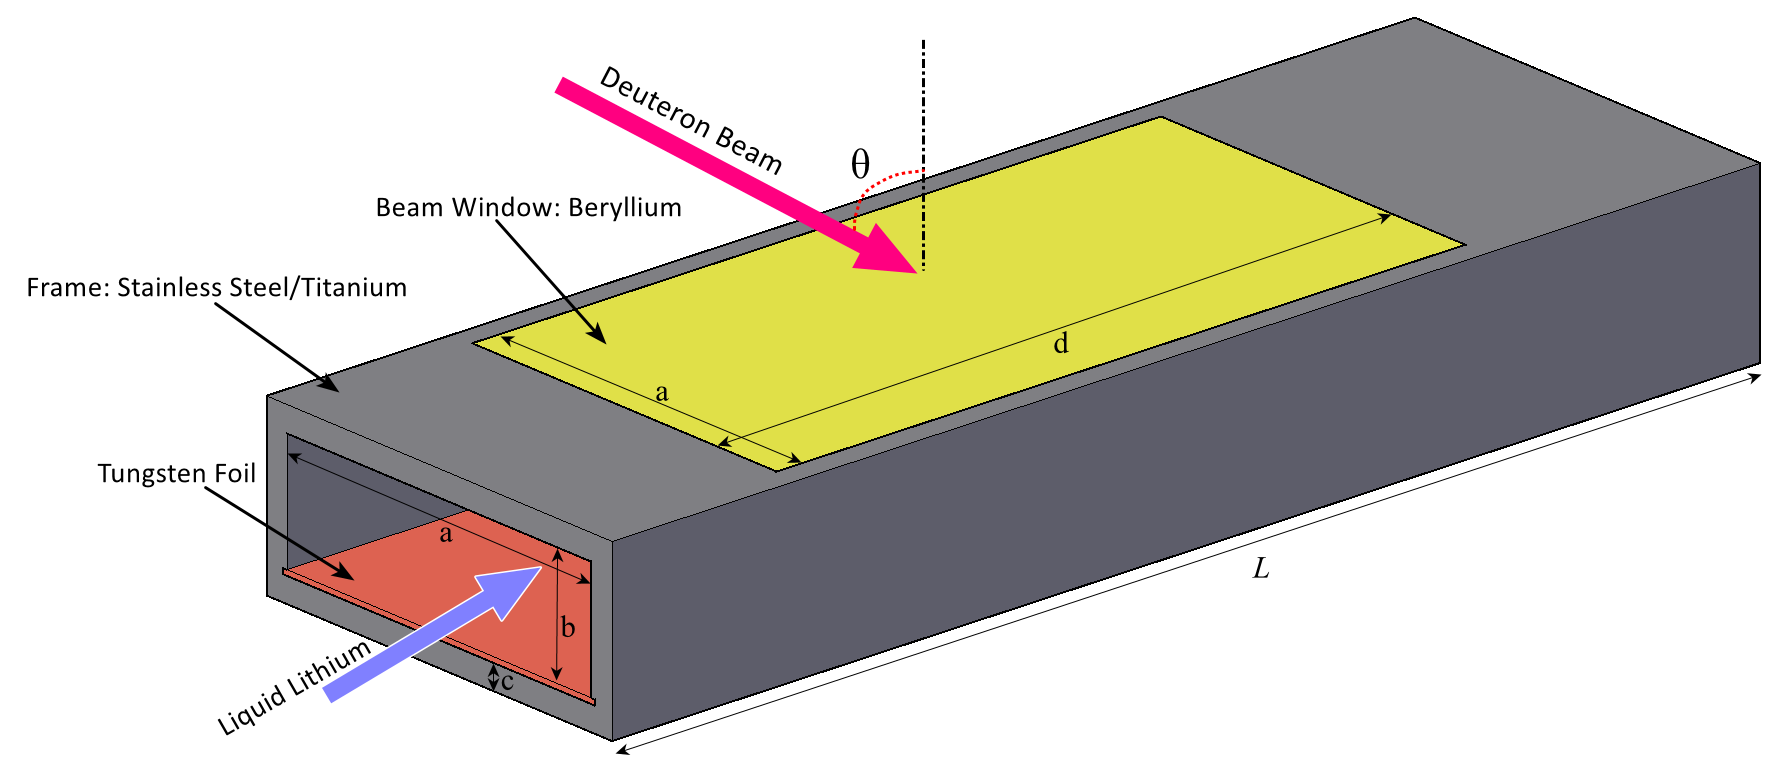 Deuteron Beam
θ
Beam Window: Beryllium
Frame: Stainless Steel/Titanium
d
a
Tungsten Foil
a
L
b
c
Liquid Lithium